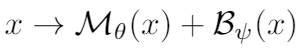 x → ℳ_θ(x) + ℬ_ψ(x)